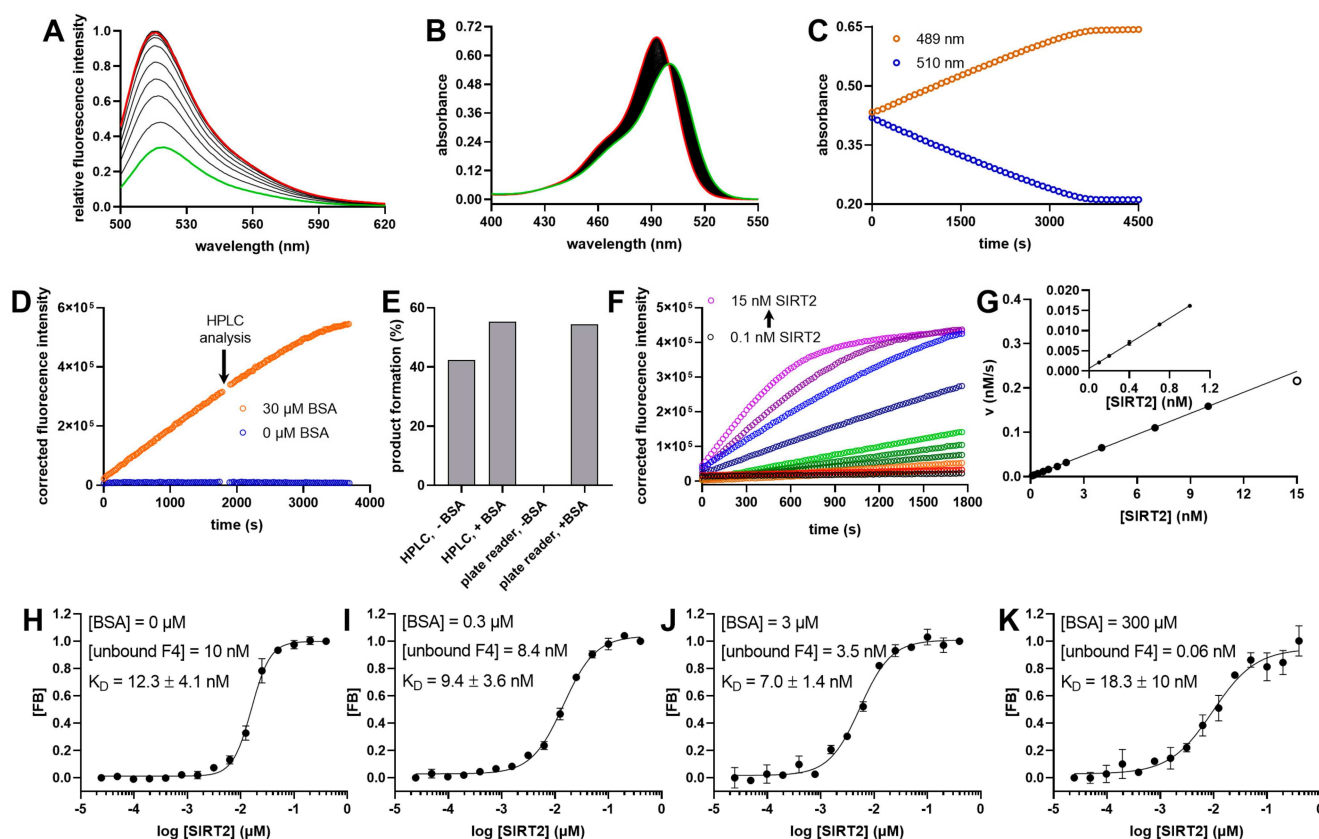 A
relative fluorescence intensity
1.0
0.8
0.6
0.4
0.2
0.0
500
530
560
590
620
wavelength (nm)
B
absorbance
0.72
0.60
0.48
0.36
0.24
0.12
0.00
400
430
460
490
520
550
wavelength (nm)
C
absorbance
0.65
0.50
0.35
0.20
489 nm
510 nm
0
1500
3000
4500
time (s)
D
corrected fluorescence intensity
6×10⁵
4×10⁵
2×10⁵
0
HPLC
analysis
30 µM BSA
0 µM BSA
0
1000
2000
3000
4000
time (s)
E
product formation (%)
60
40
20
0
HPLC, - BSA
HPLC, + BSA
plate reader, -BSA
plate reader, +BSA
F
corrected fluorescence intensity
5×10⁵
4×10⁵
3×10⁵
2×10⁵
1×10⁵
0
15 nM SIRT2
0.1 nM SIRT2
0
300
600
900
1200
1500
1800
time (s)
G
v (nM/s)
0.4
0.3
0.2
0.1
0.0
0.020
0.015
0.010
0.005
0.000
0.0
0.4
0.8
1.2
[SIRT2] (nM)
0
3
6
9
12
15
[SIRT2] (nM)
H
[FB]
1.2
1.0
0.8
0.6
0.4
0.2
0.0
[BSA] = 0 µM
[unbound F4] = 10 nM
K_D = 12.3 ± 4.1 nM
-5
-4
-3
-2
-1
0
log [SIRT2] (µM)
I
[FB]
1.2
1.0
0.8
0.6
0.4
0.2
0.0
[BSA] = 0.3 µM
[unbound F4] = 8.4 nM
K_D = 9.4 ± 3.6 nM
-5
-4
-3
-2
-1
0
log [SIRT2] (µM)
J
[FB]
1.2
1.0
0.8
0.6
0.4
0.2
0.0
[BSA] = 3 µM
[unbound F4] = 3.5 nM
K_D = 7.0 ± 1.4 nM
-5
-4
-3
-2
-1
0
log [SIRT2] (µM)
K
[FB]
1.2
1.0
0.8
0.6
0.4
0.2
0.0
[BSA] = 300 µM
[unbound F4] = 0.06 nM
K_D = 18.3 ± 10 nM
-5
-4
-3
-2
-1
0
log [SIRT2] (µM)